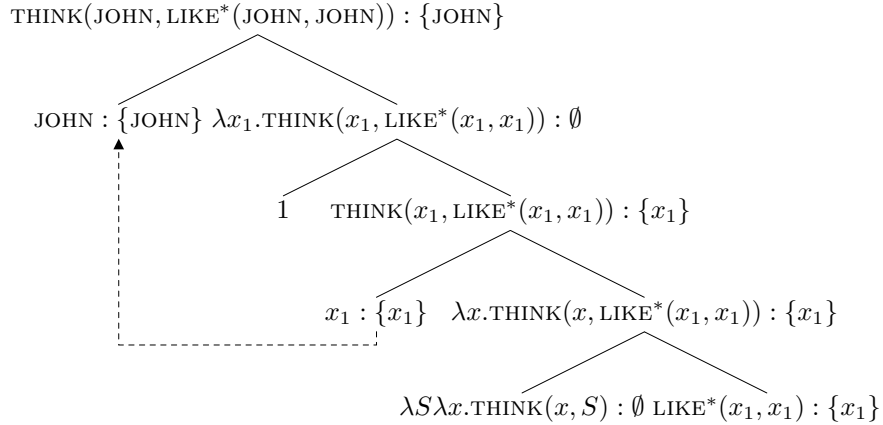 THINK(JOHN, LIKE*(JOHN, JOHN)) : {JOHN}
JOHN : {JOHN} λx₁.THINK(x₁, LIKE*(x₁, x₁)) : ∅
1 THINK(x₁, LIKE*(x₁, x₁)) : {x₁}
x₁ : {x₁} λx.THINK(x, LIKE*(x₁, x₁)) : {x₁}
λSλx.THINK(x, S) : ∅ LIKE*(x₁, x₁) : {x₁}